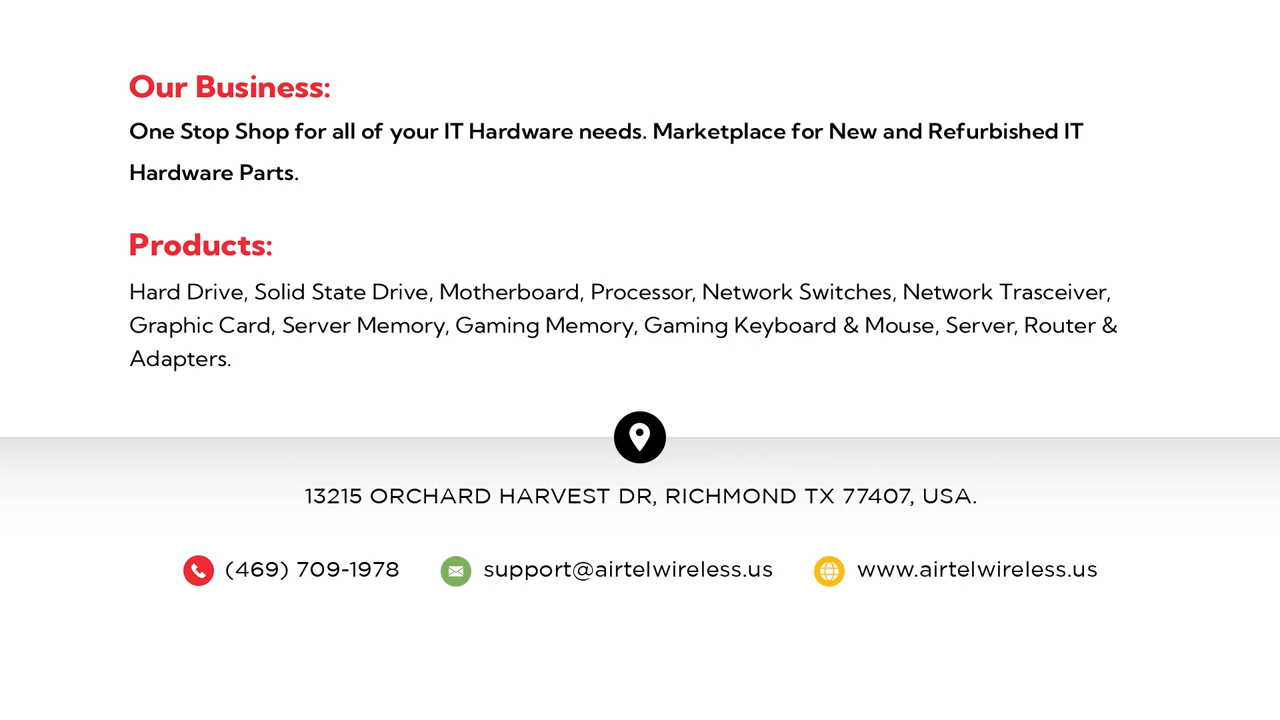 Our Business:
One Stop Shop for all of your IT Hardware needs. Marketplace for New and Refurbished IT
Hardware Parts.
Products:
Hard Drive, Solid State Drive, Motherboard, Processor, Network Switches, Network Trasceiver,
Graphic Card, Server Memory, Gaming Memory, Gaming Keyboard & Mouse, Server, Router &
Adapters.
13215 ORCHARD HARVEST DR, RICHMOND TX 77407, USA.
(469) 709-1978 support@airtelwireless.us www.airtelwireless.us